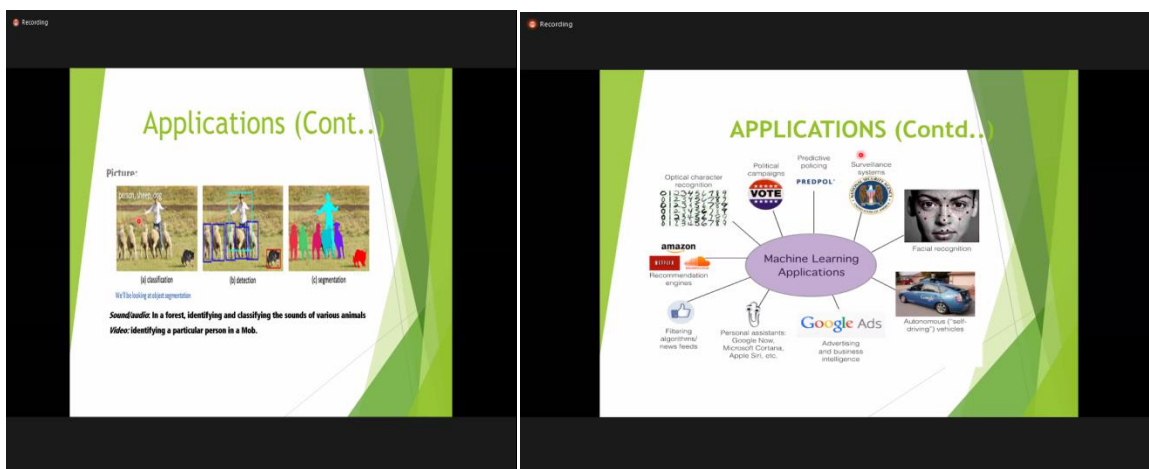 Recording
Applications (Cont..)
Picture:
person, sheep, dog
(a) classification
(b) detection
(c) segmentation
We'll be looking at object segmentation
Sound/audio: In a forest, identifying and classifying the sounds of various animals
Video: identifying a particular person in a Mob.
Recording
APPLICATIONS (Contd..)
Optical character
recognition
Political
campaigns
VOTE
Predictive
policing
PREDPOL
Surveillance
systems
Facial recognition
amazon
NETFLIX
Recommendation
engines
Machine Learning
Applications
Autonomous ("self-
driving") vehicles
Filtering
algorithms/
news feeds
Personal assistants:
Google Now,
Microsoft Cortana,
Apple Siri, etc.
Google Ads
Advertising
and business
intelligence